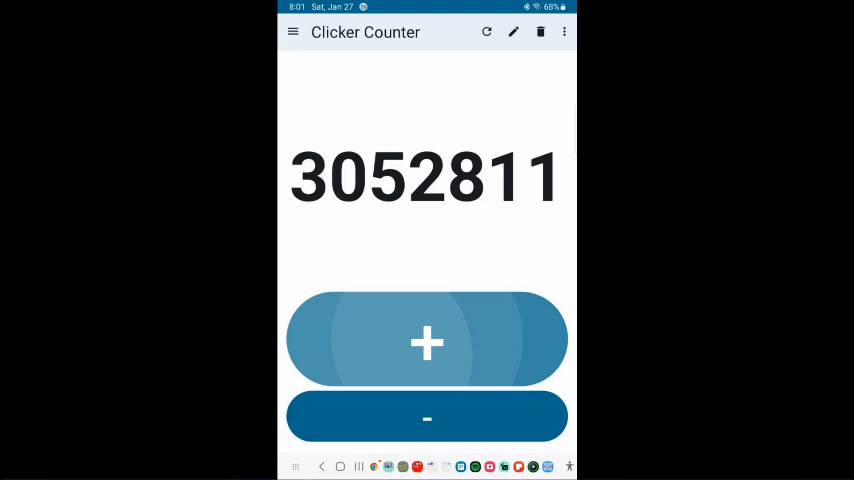 8:01 Sat, Jan 27 68%
Clicker Counter
3052811
+
-